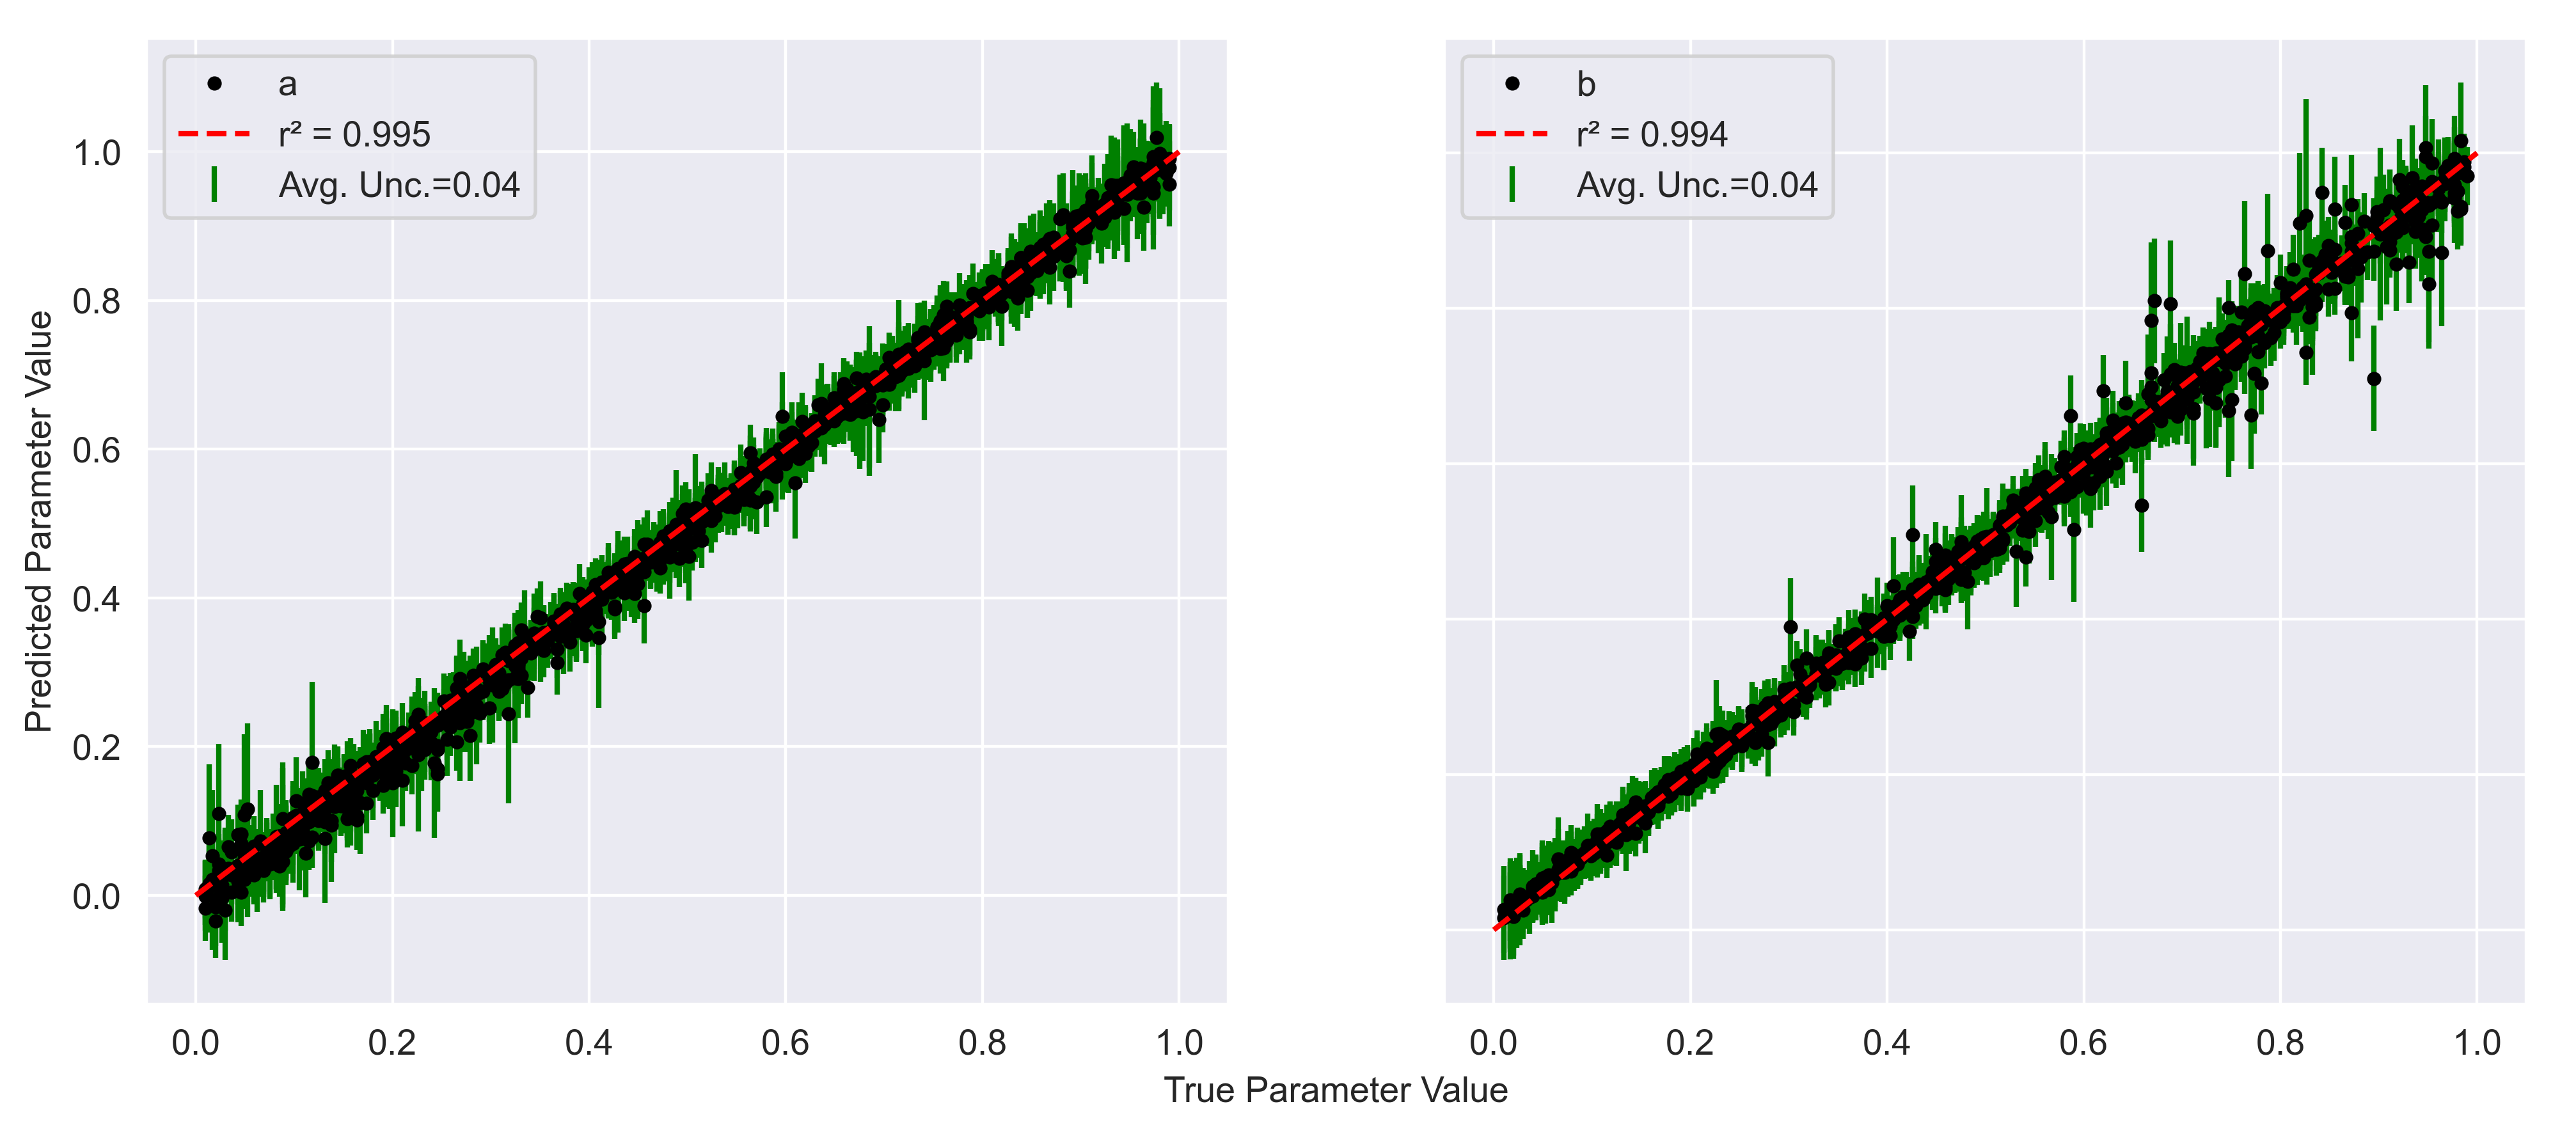 a
r² = 0.995
Avg. Unc.=0.04
b
r² = 0.994
Avg. Unc.=0.04
Predicted Parameter Value
1.0
0.8
0.6
0.4
0.2
0.0
0.0 0.2 0.4 0.6 0.8 1.0
0.0 0.2 0.4 0.6 0.8 1.0
True Parameter Value